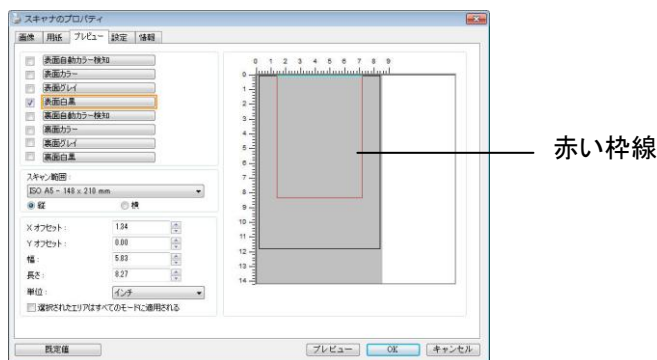 スキャナのプロパティ
画像 用紙 プレビュー 設定 情報
表面自動カラー検知
表面カラー
表面グレイ
表面白黒
裏面自動カラー検知
裏面カラー
裏面グレイ
裏面白黒
スキャン範囲:
ISO A5 - 148 x 210 mm
縦 横
X オフセット: 1.34
Y オフセット: 0.00
幅: 5.83
長さ: 8.27
単位: インチ
選択されたエリアはすべてのモードに適用される
0 1 2 3 4 5 6 7 8 9
0
1
2
3
4
5
6
7
8
9
10
11
12
13
14
赤い枠線
既定値 プレビュー OK キャンセル